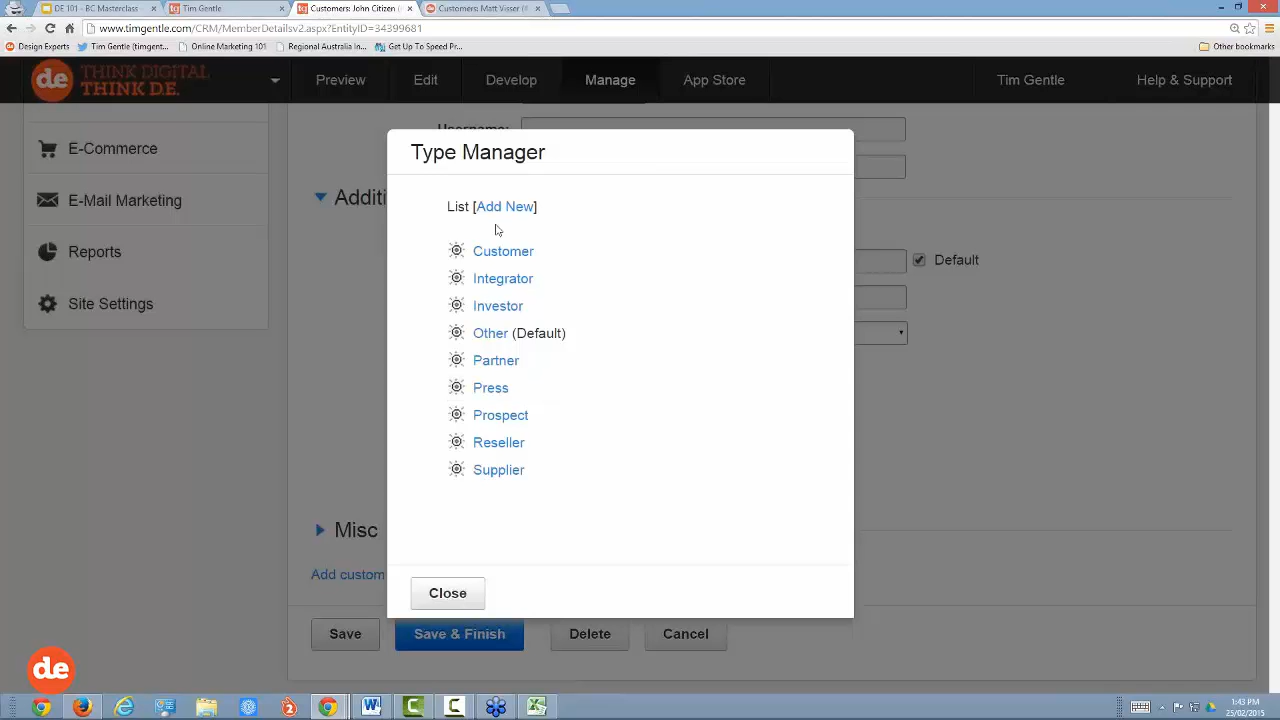 DE 101 - BC Masterclass
Tim Gentle
Customers: John Citizen (
Customers: Matt Visser (
www.timgentle.com/CRM/MemberDetailsv2.aspx?EntityID=34399681
Design Experts
Tim Gentle (timgent...
Online Marketing 101
Regional Australia In...
Get Up To Speed Pr...
Other bookmarks
de THINK DIGITAL
THINK D.E.
Preview
Edit
Develop
Manage
App Store
Tim Gentle
Help & Support
Username:
Type Manager
E-Commerce
E-Mail Marketing
Reports
Site Settings
Additi
List [Add New]
Customer
Default
Integrator
Investor
Other (Default)
Partner
Press
Prospect
Reseller
Supplier
Misc
Add custom
Close
Save
Save & Finish
Delete
Cancel
de
1:43 PM
23/02/2015